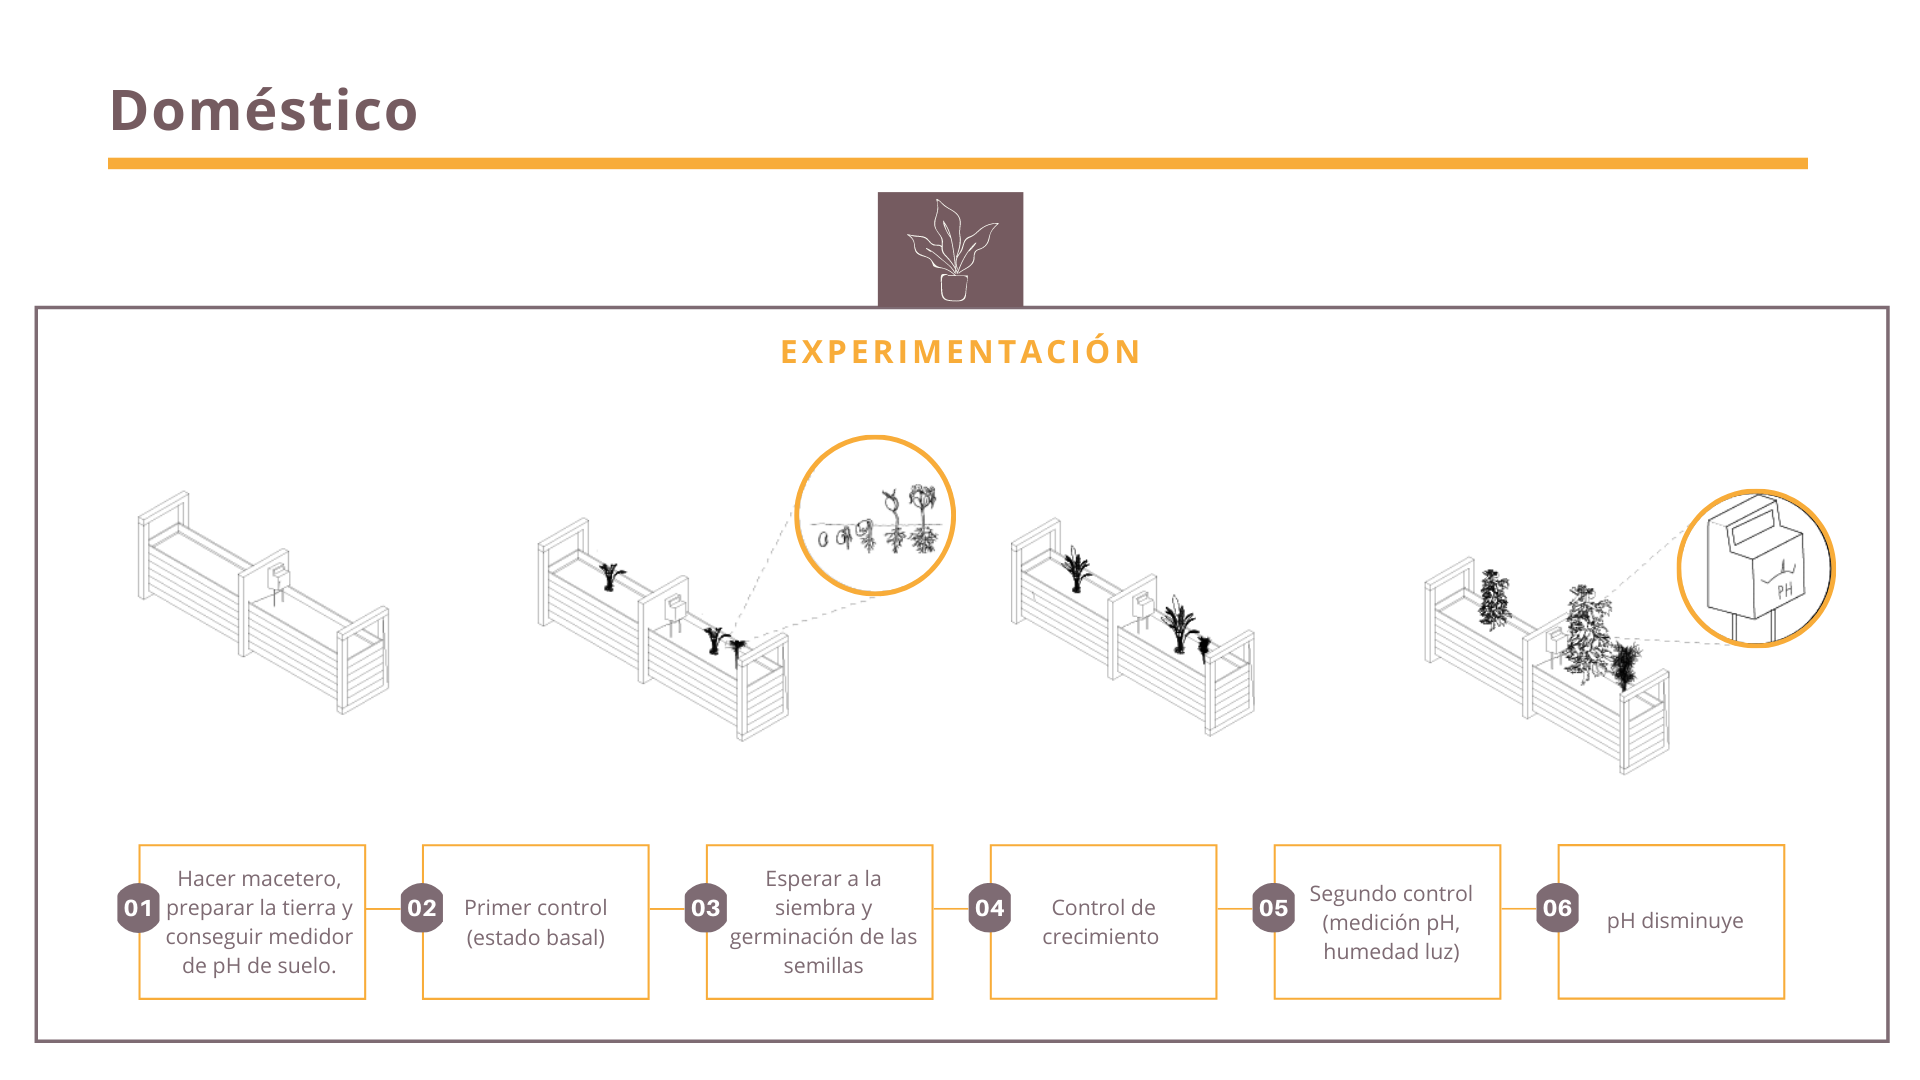 Doméstico
EXPERIMENTACIÓN
PH
01
Hacer macetero,
preparar la tierra y
conseguir medidor
de pH de suelo.
02
Primer control
(estado basal)
03
Esperar a la
siembra y
germinación de las
semillas
04
Control de
crecimiento
05
Segundo control
(medición pH,
humedad luz)
06
pH disminuye